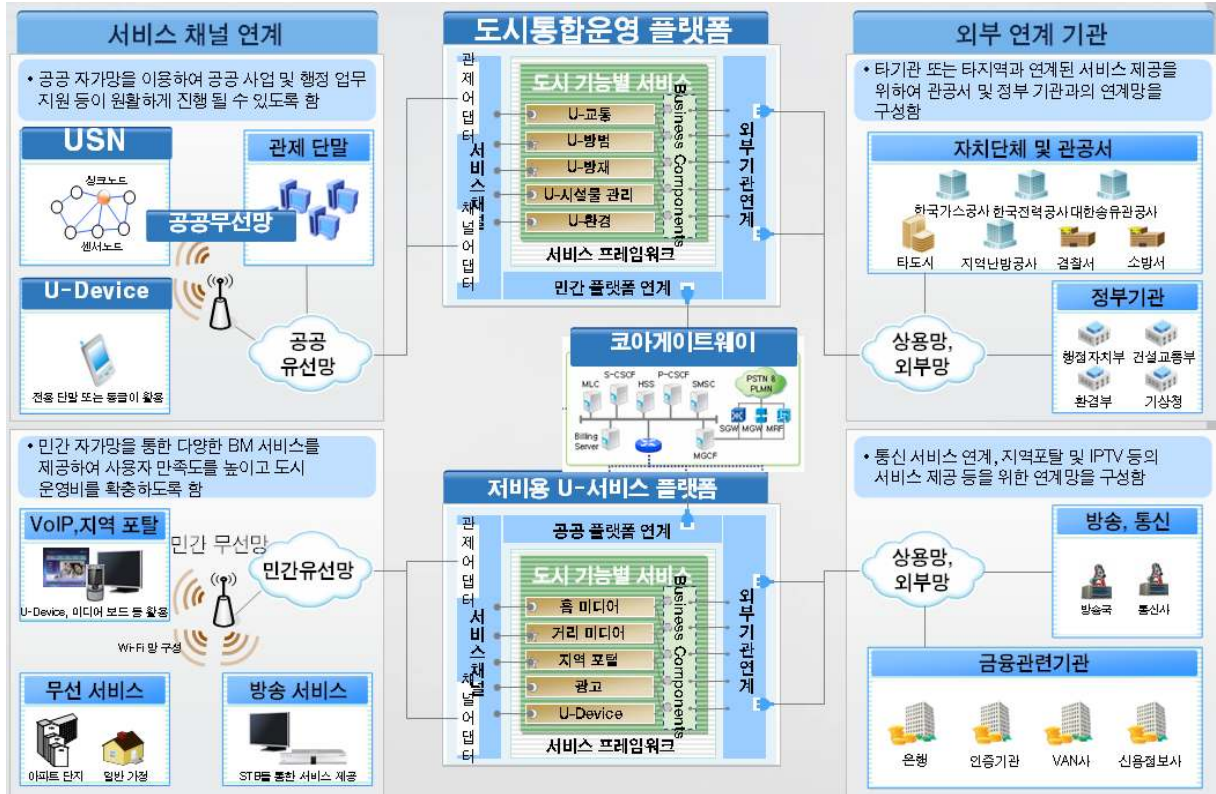 서비스 채널 연계
• 공공 자가망을 이용하여 공공 사업 및 행정 업무
지원 등이 원활하게 진행 될 수 있도록 함
USN
싱크노드
센서노드
관제 단말
공공무선망
U-Device
전용 단말 또는 동글이 활용
공공
유선망
도시통합운영 플랫폼
관제어댑터
서비스 채널
채널어댑터
도시 기능별 서비스
U-교통
U-방범
U-방재
U-시설물 관리
U-환경
Business Components
서비스 프레임워크
외부기관연계
민간 플랫폼 연계
외부 연계 기관
• 타기관 또는 타지역과 연계된 서비스 제공을
위하여 관공서 및 정부 기관과의 연계망을
구성함
자치단체 및 관공서
한국가스공사 한국전력공사 대한송유관공사
타도시 지역난방공사 경찰서 소방서
상용망,
외부망
정부기관
행정자치부 건설교통부
환경부 기상청
코아게이트웨이
S-CSCF P-CSCF
MLC HSS SMSC
PSTN &
PLMN
SGW MGW MRF
Billing
Server
MGCF
• 민간 자가망을 통한 다양한 BM 서비스를
제공하여 사용자 만족도를 높이고 도시
운영비를 확충하도록 함
VoIP,지역 포탈
U-Device, 미디어 보드 등 활용
민간 무선망
민간유선망
Wi-Fi 망 구성
무선 서비스
아파트 단지 일반 가정
방송 서비스
STB를 통한 서비스 제공
저비용 U-서비스 플랫폼
공공 플랫폼 연계
관제어댑터
서비스 채널
채널어댑터
도시 기능별 서비스
홈 미디어
거리 미디어
지역 포탈
광고
U-Device
Business Components
서비스 프레임워크
외부기관연계
• 통신 서비스 연계, 지역포탈 및 IPTV 등의
서비스 제공 등을 위한 연계망을 구성함
상용망,
외부망
방송, 통신
방송국 통신사
금융관련기관
은행 인증기관 VAN사 신용정보사